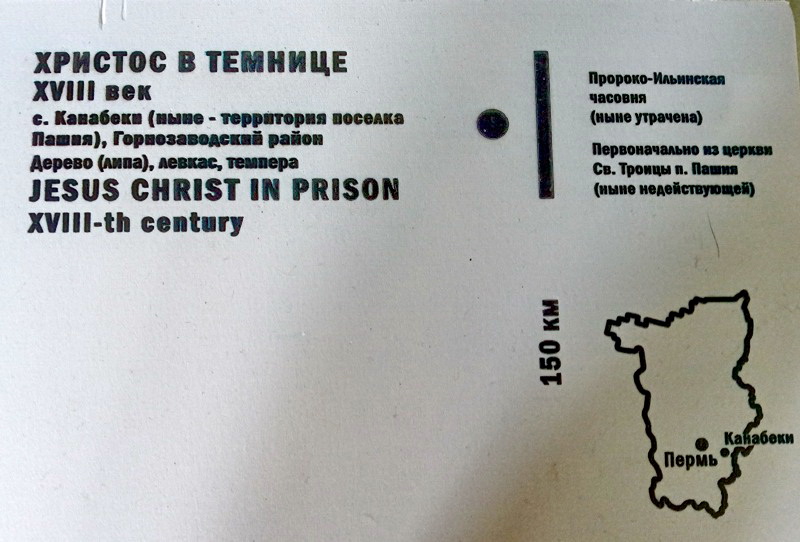 ХРИСТОС В ТЕМНИЦЕ
XVIII век
с. Канабеки (ныне - территория поселка
Пашия), Горнозаводский район
Дерево (липа), левкас, темпера
JESUS CHRIST IN PRISON
XVIII-th century
Пророко-Ильинская
часовня
(ныне утрачена)
Первоначально из церкви
Св. Троицы п. Пашия
(ныне недействующей)
150 км
Канабеки
Пермь